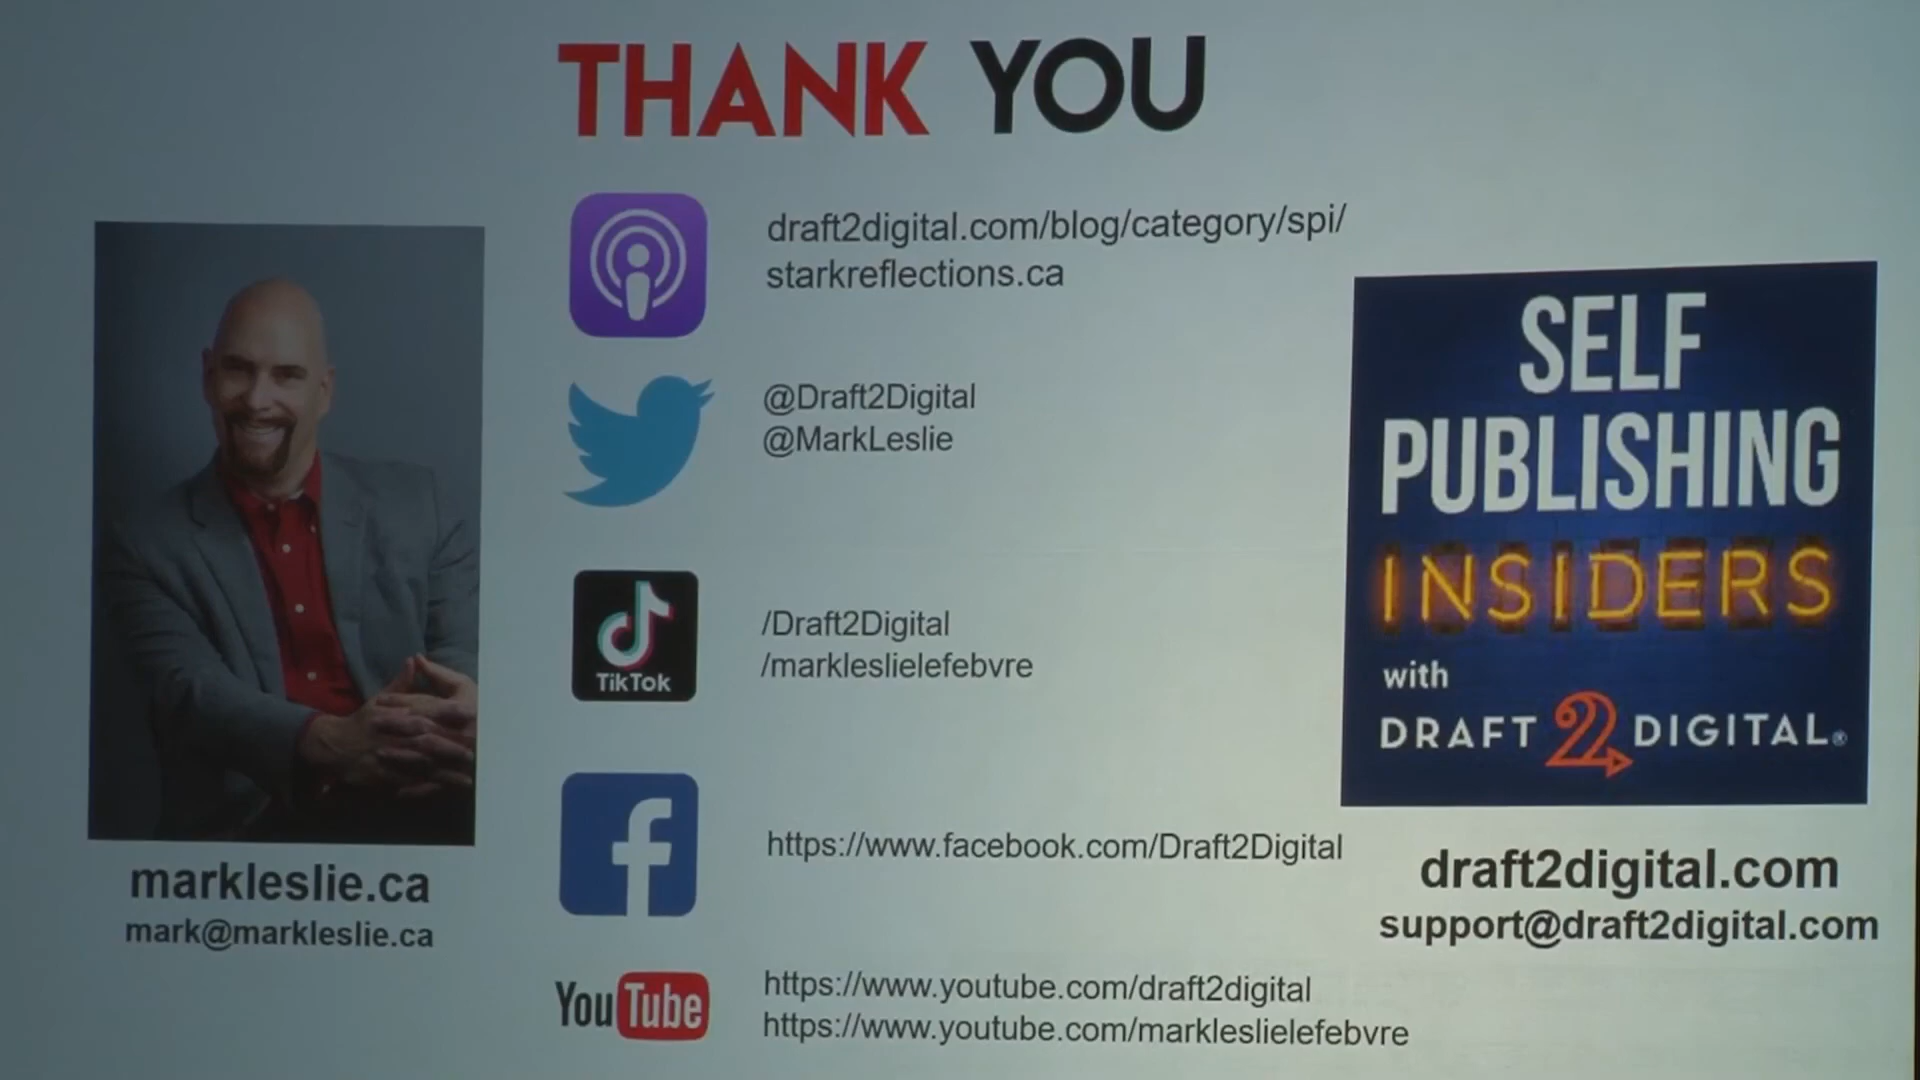 THANK YOU
draft2digital.com/blog/category/spi/
starkreflections.ca
@Draft2Digital
@MarkLeslie
TikTok
/Draft2Digital
/markleslielefebvre
https://www.facebook.com/Draft2Digital
YouTube
https://www.youtube.com/draft2digital
https://www.youtube.com/markleslielefebvre
markleslie.ca
mark@markleslie.ca
SELF
PUBLISHING
INSIDERS
with
DRAFT 2 DIGITAL®
draft2digital.com
support@draft2digital.com